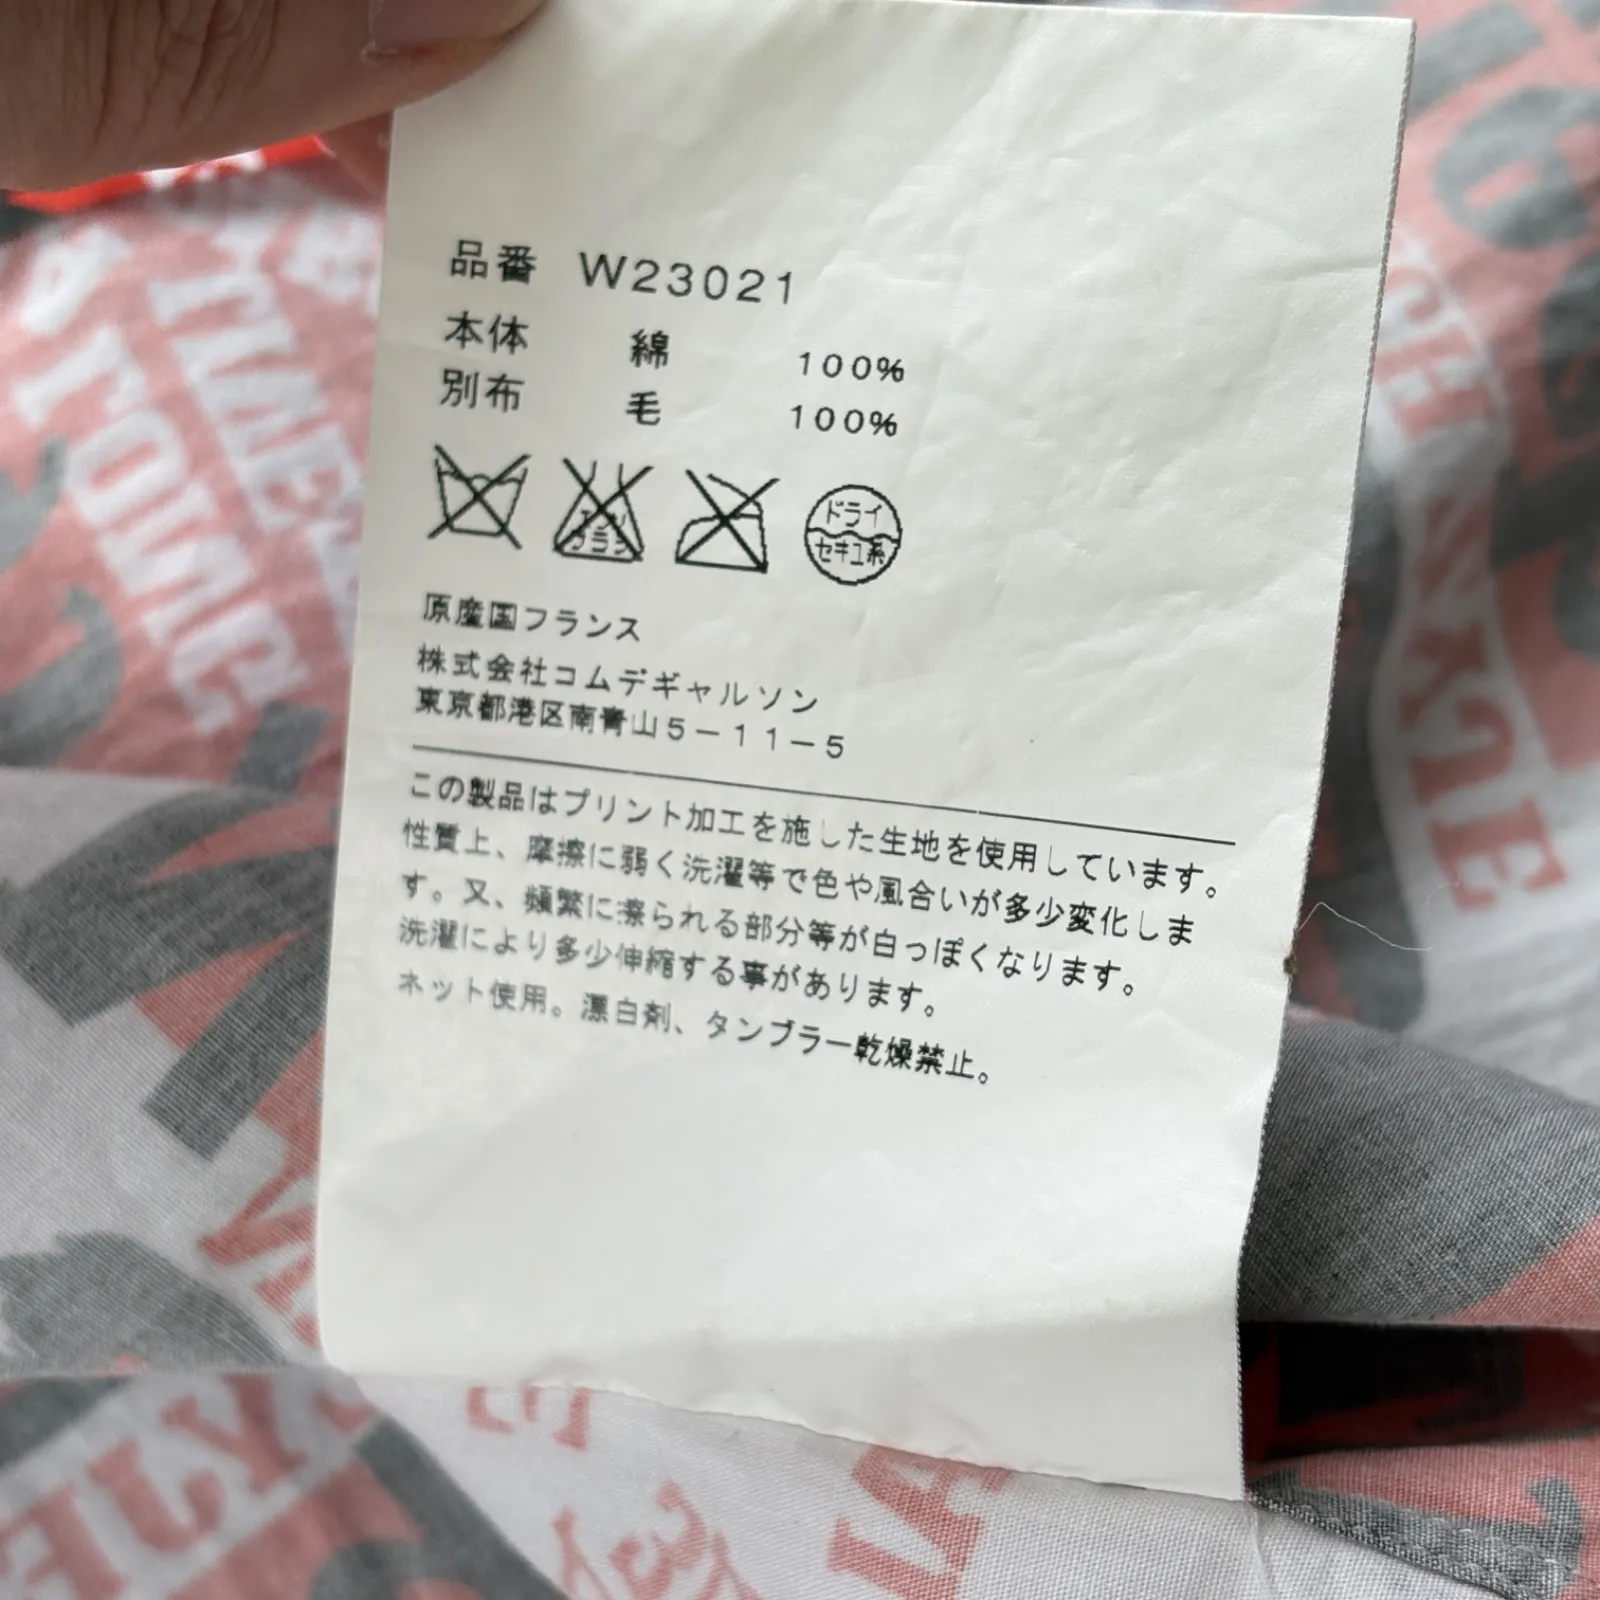 品番 W23021
本体 綿 100%
別布 毛 100%
エンソ
サラシ
ドライ
セキユ系
原産国フランス
株式会社コムデギャルソン
東京都港区南青山5-11-5
この製品はプリント加工を施した生地を使用しています。
性質上、摩擦に弱く洗濯等で色や風合いが多少変化しま
す。又、頻繁に擦られる部分等が白っぽくなります。
洗濯により多少伸縮する事があります。
ネット使用。漂白剤、タンブラー乾燥禁止。